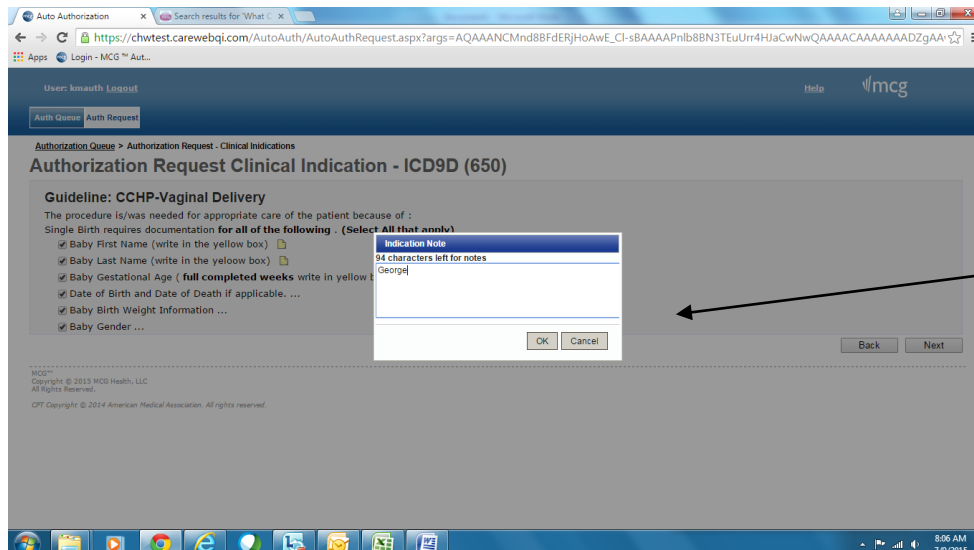 Auto Authorization
Search results for 'What C
https://chwtest.carewebqi.com/AutoAuth/AutoAuthRequest.aspx?args=
Apps Login - MCG ™ Aut...
User: kmauth Logout
Help
mcg
Auth Queue Auth Request
Authorization Queue > Authorization Request - Clinical Indications
Authorization Request Clinical Indication - ICD9D (650)
Guideline: CCHP-Vaginal Delivery
The procedure is/was needed for appropriate care of the patient because of :
Single Birth requires documentation for all of the following . (Select All that apply)
Baby First Name (write in the yellow box)
Baby Last Name (write in the yeloow box)
Baby Gestational Age ( full completed weeks write in yellow
Date of Birth and Date of Death if applicable. ...
Baby Birth Weight Information ...
Baby Gender ...
Indication Note
94 characters left for notes
George
OK Cancel
Back Next
MCG™
Copyright © 2015 MCG Health, LLC
All Rights Reserved.
CPT Copyright © 2014 American Medical Association. All rights reserved.
8:06 AM